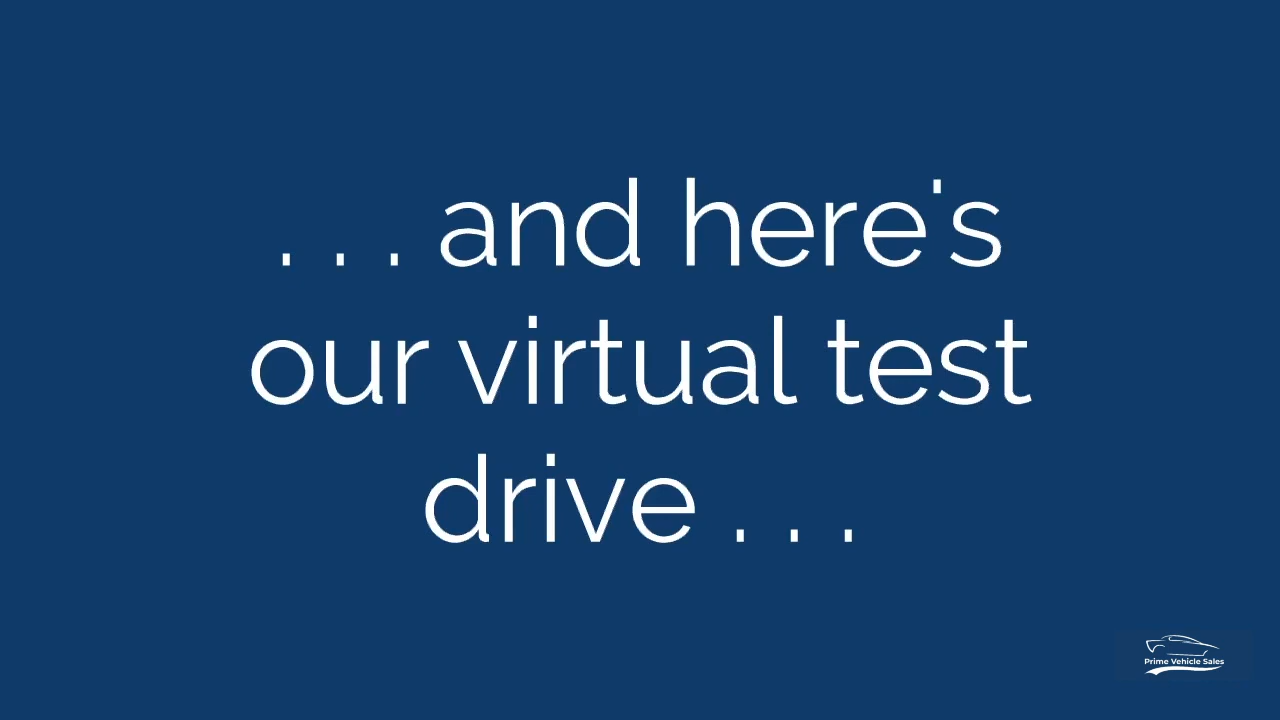 . . . and here's
our virtual test
drive . . .
Prime Vehicle Sales